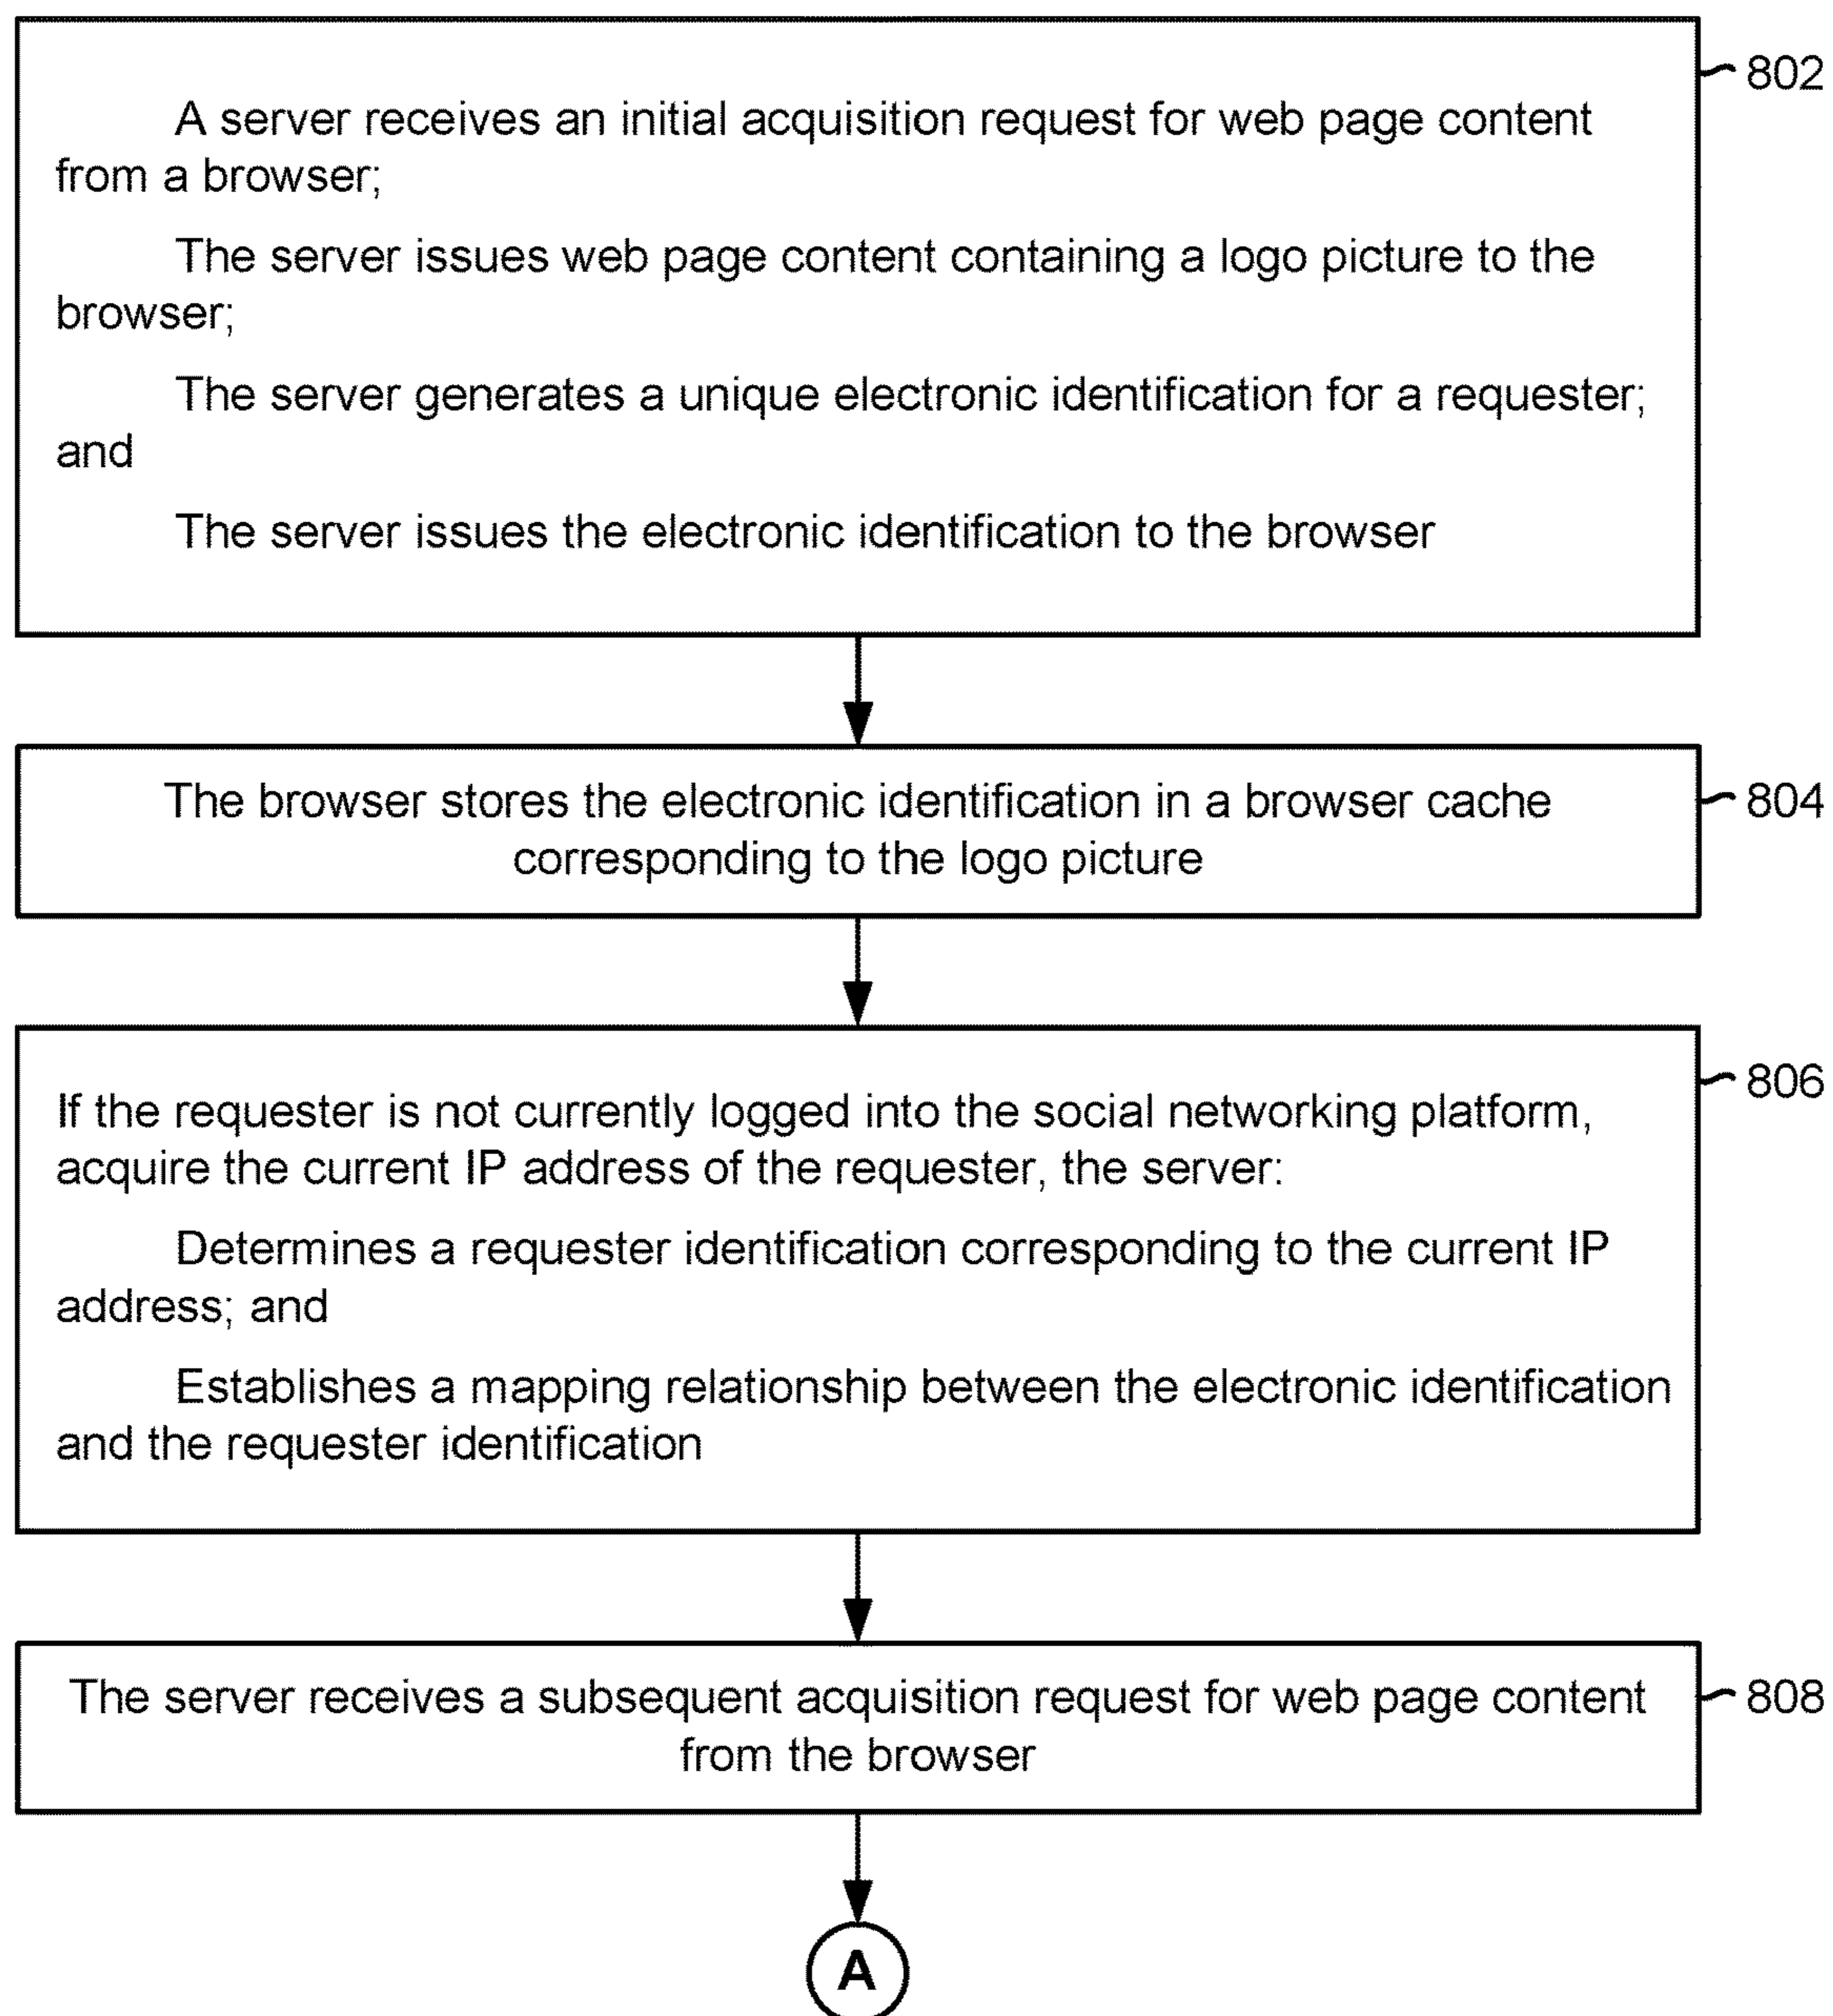 802
A server receives an initial acquisition request for web page content
from a browser;
The server issues web page content containing a logo picture to the
browser;
The server generates a unique electronic identification for a requester;
and
The server issues the electronic identification to the browser
804
The browser stores the electronic identification in a browser cache
corresponding to the logo picture
806
If the requester is not currently logged into the social networking platform,
acquire the current IP address of the requester, the server:
Determines a requester identification corresponding to the current IP
address; and
Establishes a mapping relationship between the electronic identification
and the requester identification
808
The server receives a subsequent acquisition request for web page content
from the browser
A